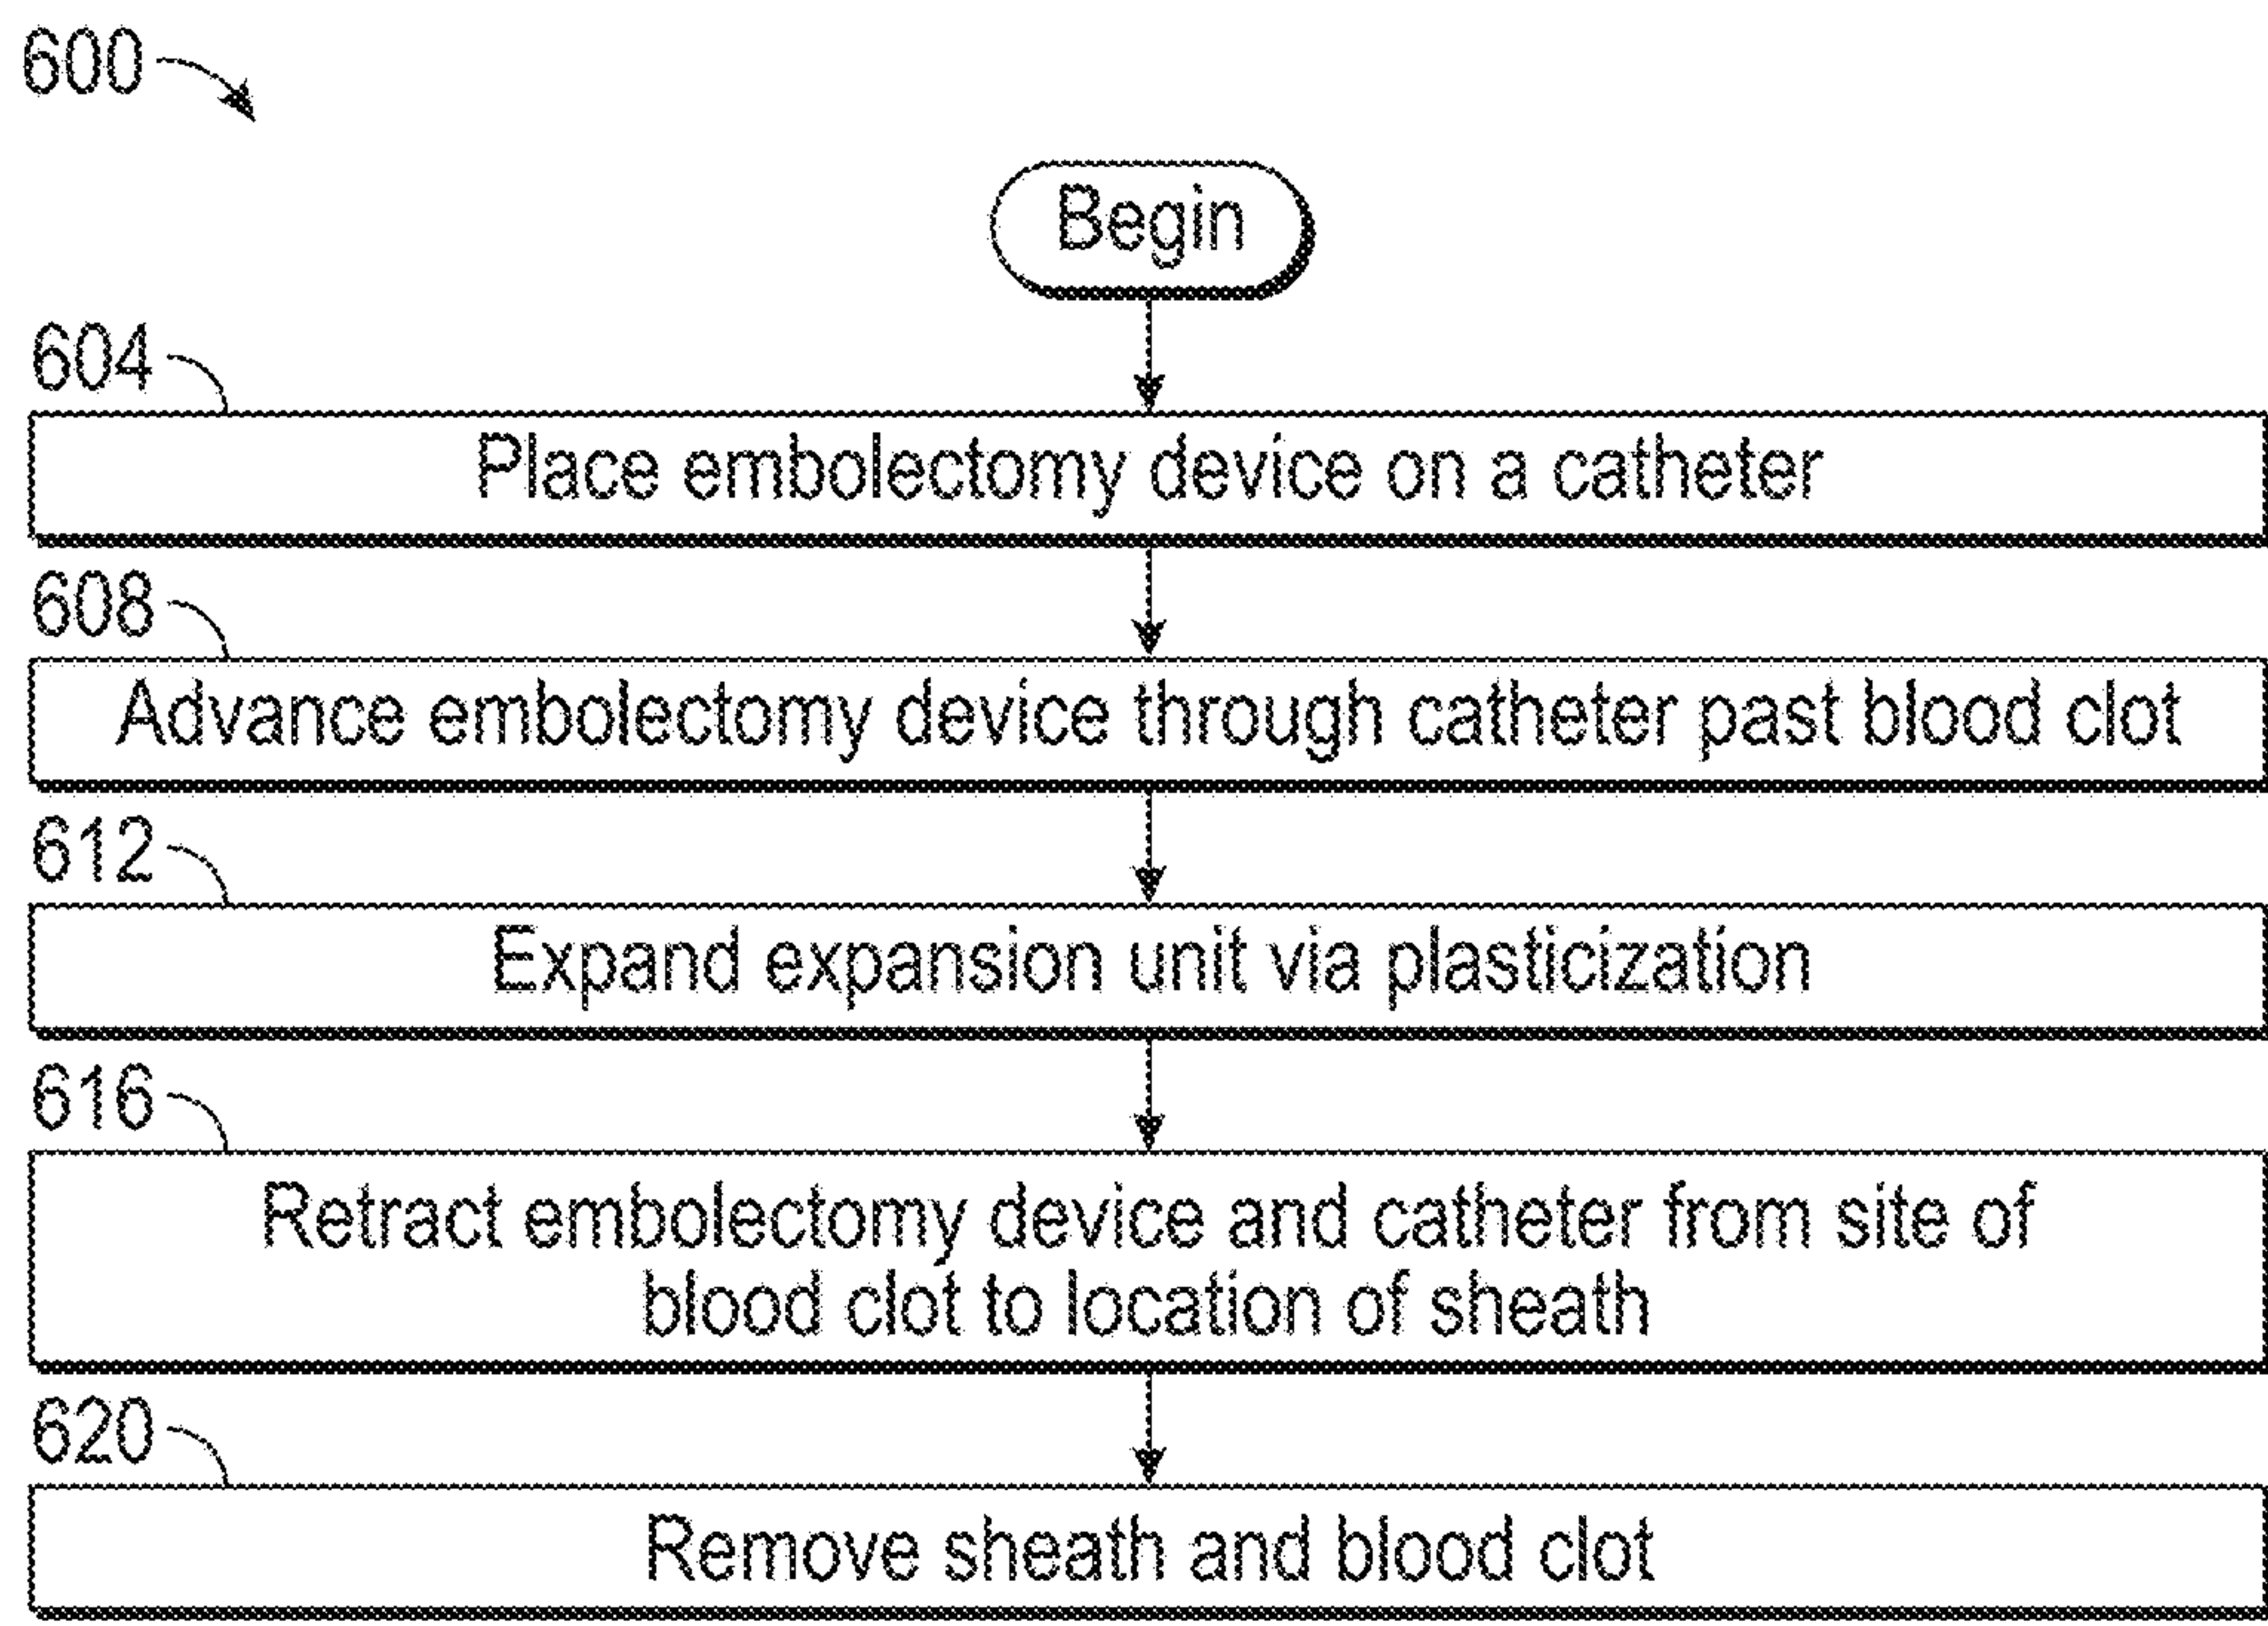 600
Begin
604
Place embolectomy device on a catheter
608
Advance embolectomy device through catheter past blood clot
612
Expand expansion unit via plasticization
616
Retract embolectomy device and catheter from site of
blood clot to location of sheath
620
Remove sheath and blood clot